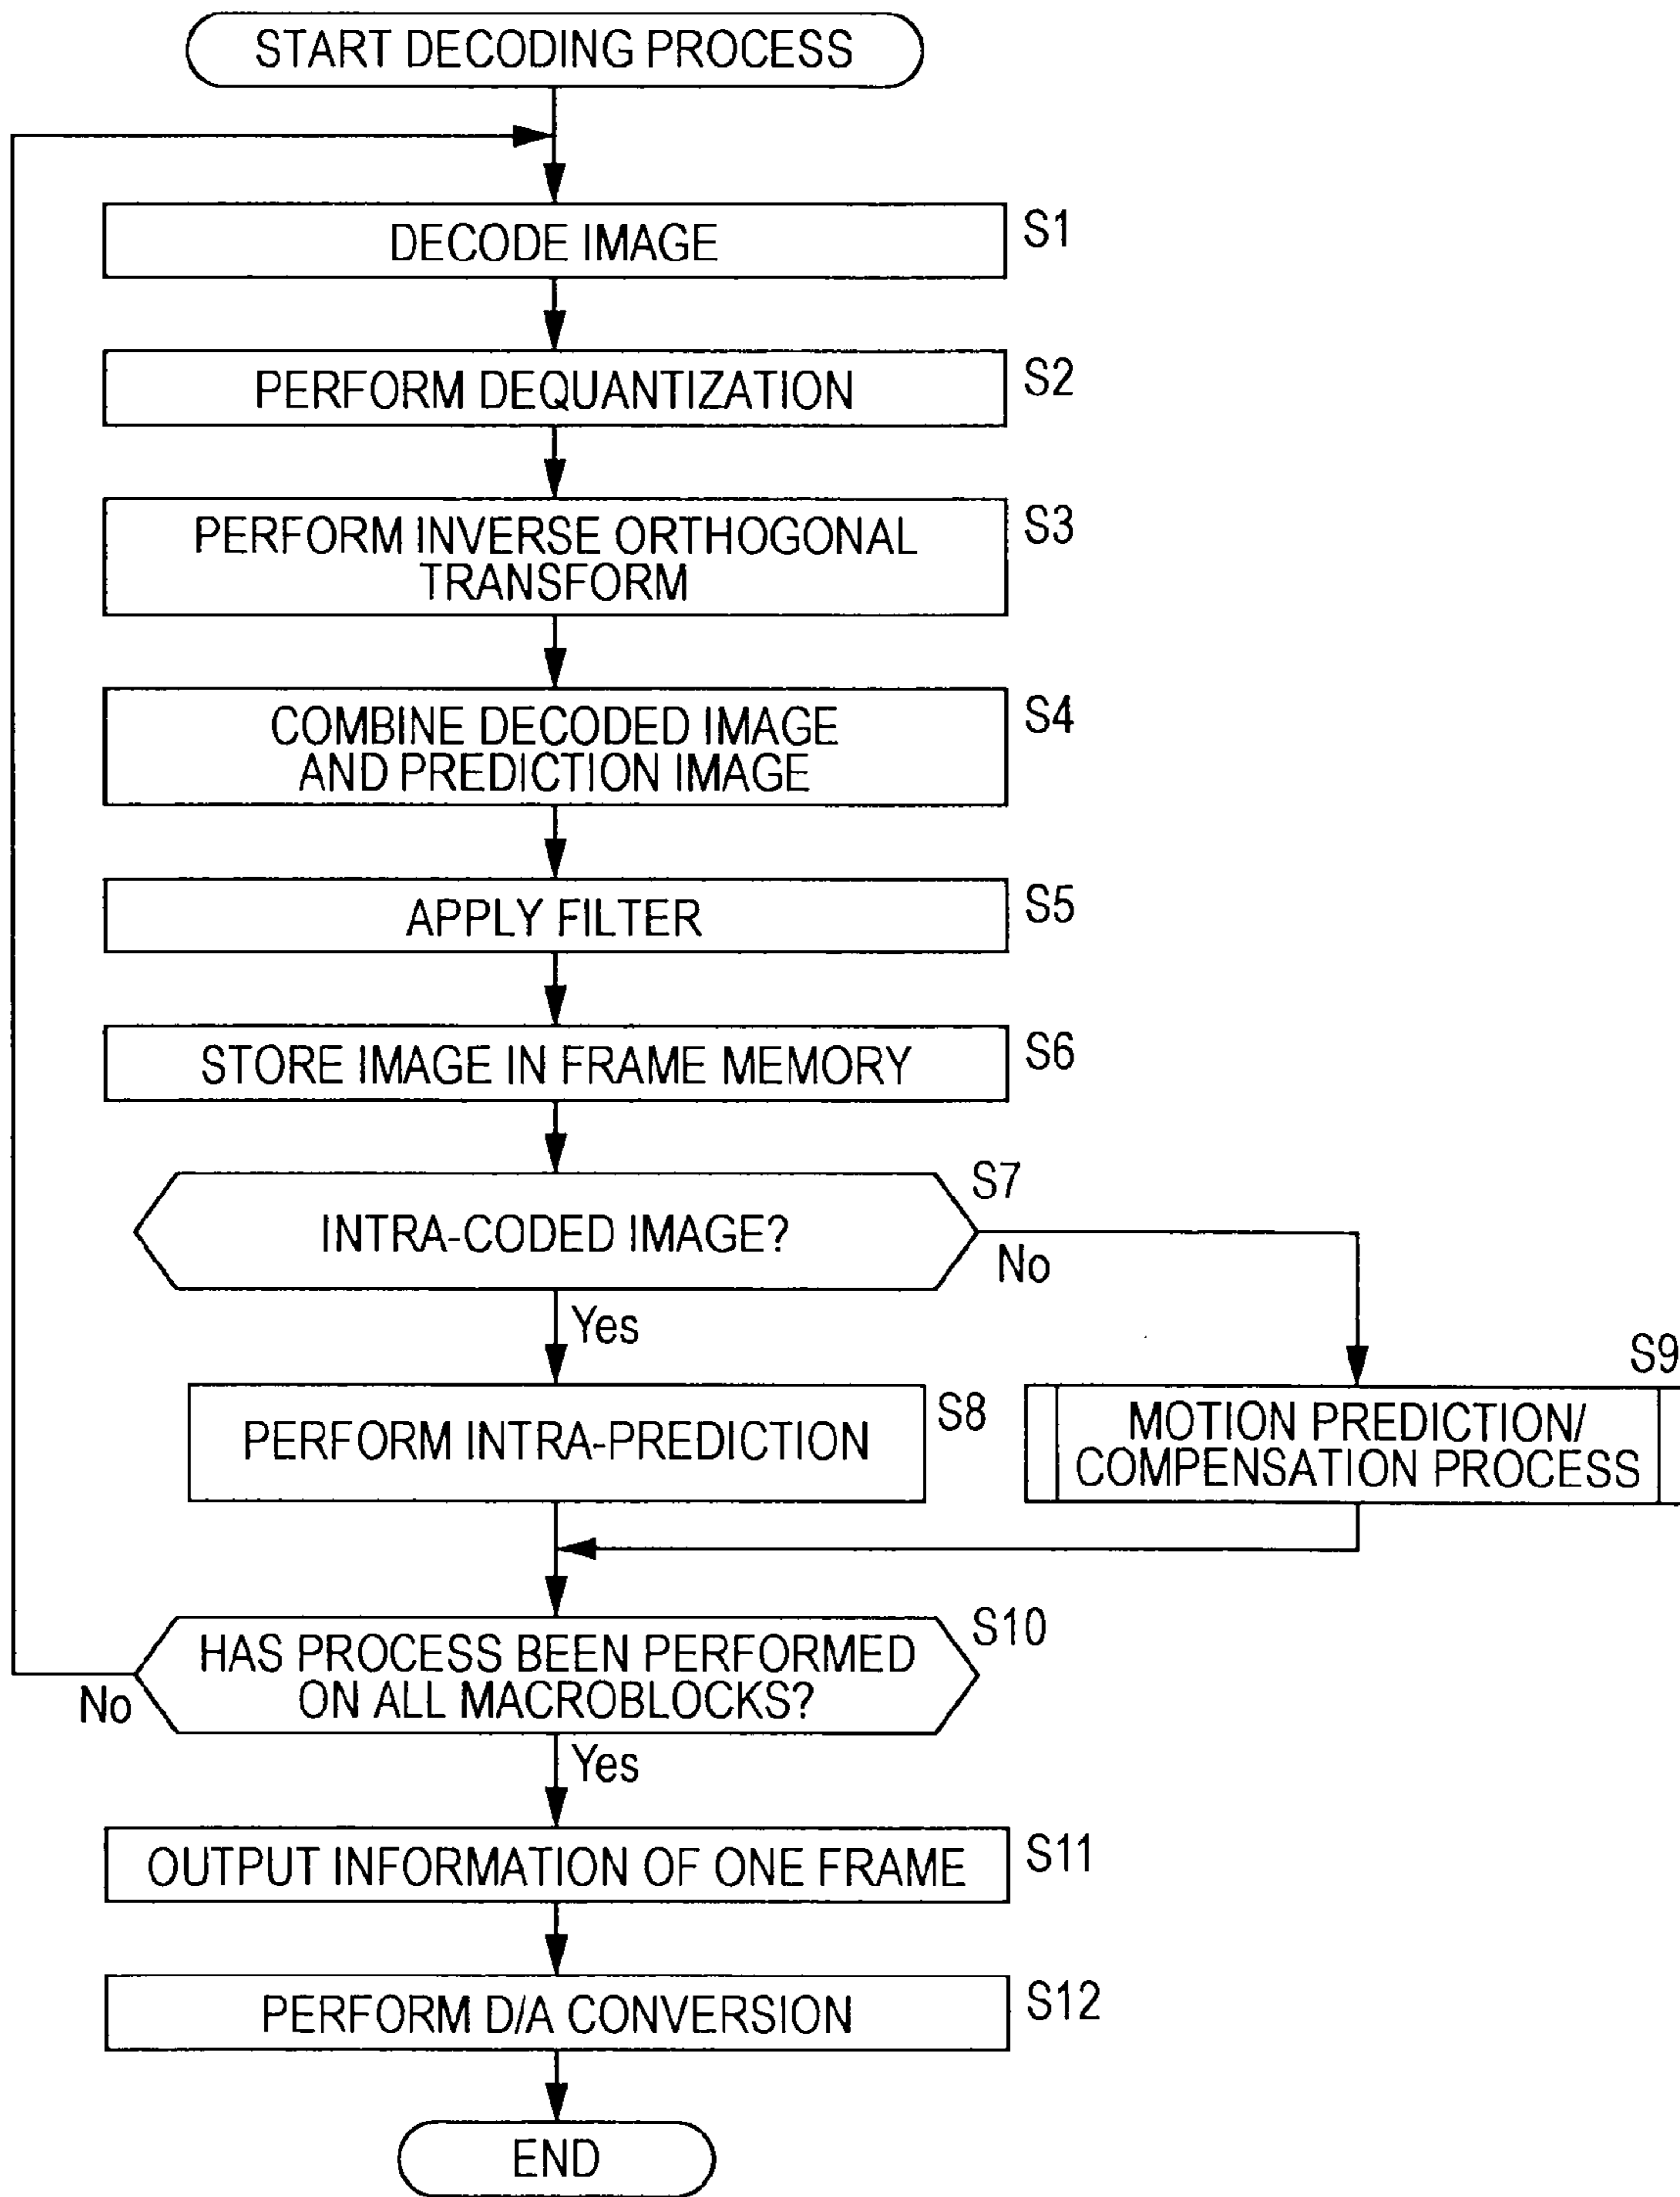 START DECODING PROCESS
DECODE IMAGE
S1
PERFORM DEQUANTIZATION
S2
PERFORM INVERSE ORTHOGONAL
TRANSFORM
S3
COMBINE DECODED IMAGE
AND PREDICTION IMAGE
S4
APPLY FILTER
S5
STORE IMAGE IN FRAME MEMORY
S6
INTRA-CODED IMAGE?
S7
No
Yes
PERFORM INTRA-PREDICTION
S8
MOTION PREDICTION/
COMPENSATION PROCESS
S9
HAS PROCESS BEEN PERFORMED
ON ALL MACROBLOCKS?
S10
No
Yes
OUTPUT INFORMATION OF ONE FRAME
S11
PERFORM D/A CONVERSION
S12
END